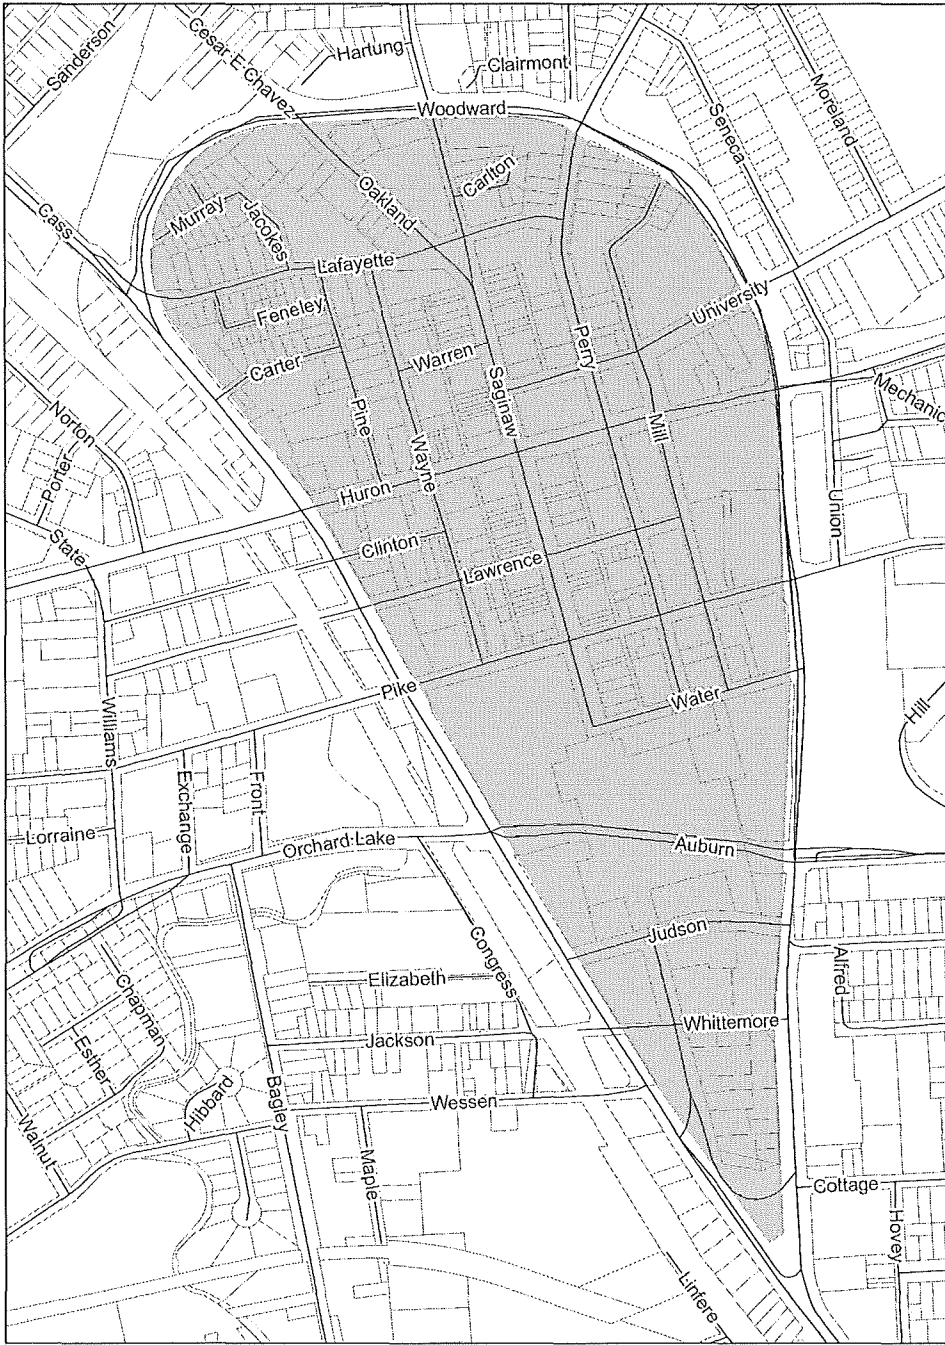 Sanderson
Cesar E Chavez
Hartung
Clairmont
Woodward
Seneca
Moreland
Cass
Murray
Jacokes
Oakland
Carlton
Lafayette
Feneley
University
Carter
Warren
Perry
Saginaw
Pine
Wayne
Mill
Mechanic
Norton
Porter
State
Huron
Clinton
Lawrence
Union
Pike
Water
Williams
Hill
Exchange
Front
Lorraine
Orchard Lake
Auburn
Congress
Judson
Alfred
Chapman
Elizabeth
Whittemore
Esther
Jackson
Hibbard
Bagley
Wessen
Walnut
Maple
Cottage
Hovey
Linfere